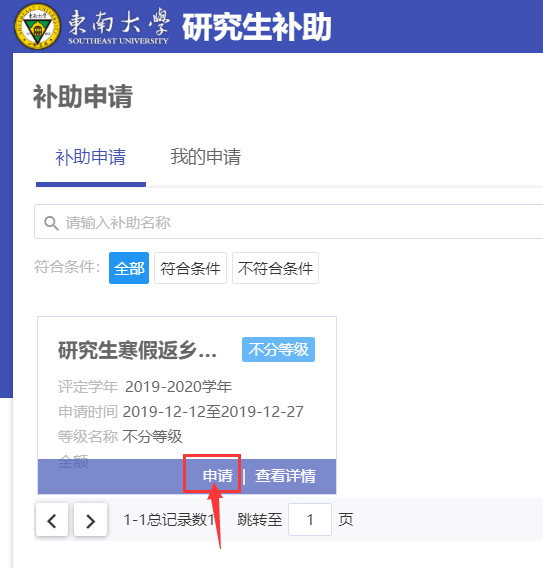 東南大學 研究生补助
SOUTHEAST UNIVERSITY
补助申请
补助申请 我的申请
请输入补助名称
符合条件: 全部 符合条件 不符合条件
研究生寒假返乡... 不分等级
评定学年 2019-2020学年
申请时间 2019-12-12至2019-12-27
等级名称 不分等级
金额
申请 | 查看详情
1-1总记录数1 跳转至 1 页